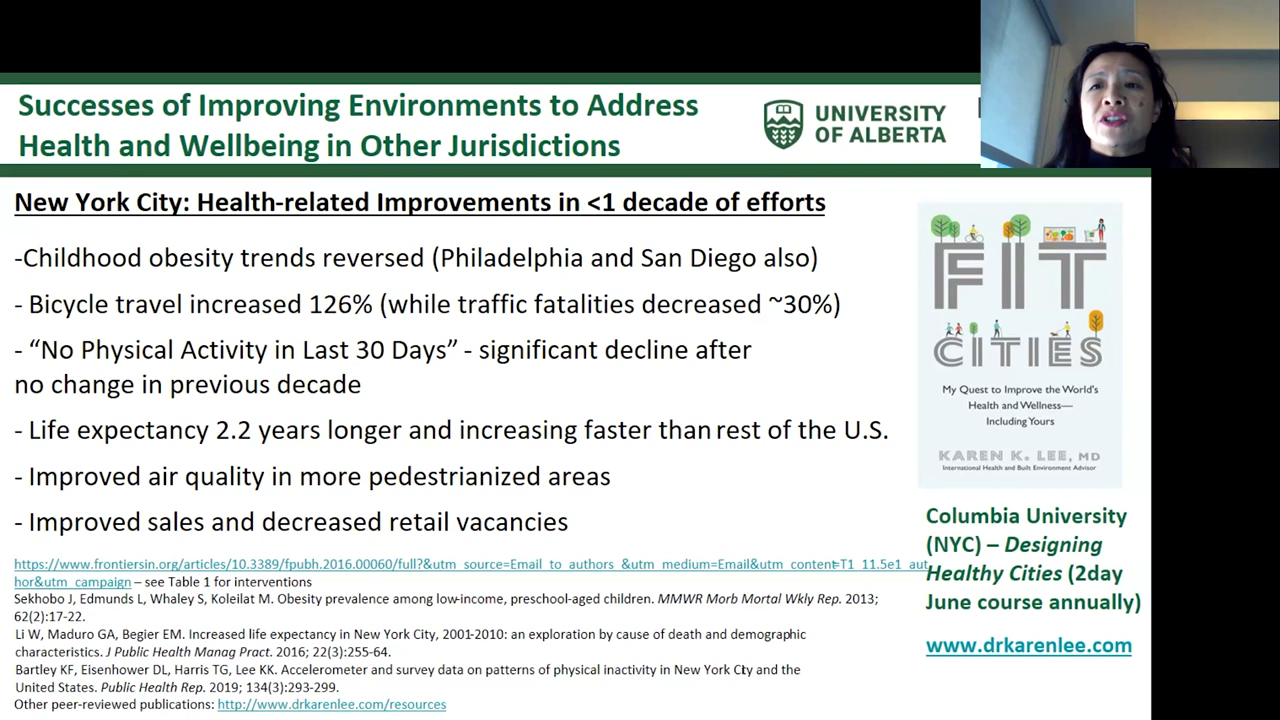 Successes of Improving Environments to Address
Health and Wellbeing in Other Jurisdictions
UNIVERSITY
OF ALBERTA
New York City: Health-related Improvements in <1 decade of efforts
-Childhood obesity trends reversed (Philadelphia and San Diego also)
- Bicycle travel increased 126% (while traffic fatalities decreased ~30%)
- “No Physical Activity in Last 30 Days” - significant decline after
no change in previous decade
- Life expectancy 2.2 years longer and increasing faster than rest of the U.S.
- Improved air quality in more pedestrianized areas
- Improved sales and decreased retail vacancies
https://www.frontiersin.org/articles/10.3389/fpubh.2016.00060/full?&utm_source=Email_to_authors_&utm_medium=Email&utm_content=T1_11.5e1_aut
hor&utm_campaign – see Table 1 for interventions
Sekhobo J, Edmunds L, Whaley S, Koleilat M. Obesity prevalence among low-income, preschool-aged children. MMWR Morb Mortal Wkly Rep. 2013;
62(2):17-22.
Li W, Maduro GA, Begier EM. Increased life expectancy in New York City, 2001-2010: an exploration by cause of death and demographic
characteristics. J Public Health Manag Pract. 2016; 22(3):255-64.
Bartley KF, Eisenhower DL, Harris TG, Lee KK. Accelerometer and survey data on patterns of physical inactivity in New York City and the
United States. Public Health Rep. 2019; 134(3):293-299.
Other peer-reviewed publications: http://www.drkarenlee.com/resources
FIT
CITIES
My Quest to Improve the World's
Health and Wellness—
Including Yours
KAREN K. LEE, MD
International Health and Built Environment Advisor
Columbia University
(NYC) – Designing
Healthy Cities (2day
June course annually)
www.drkarenlee.com